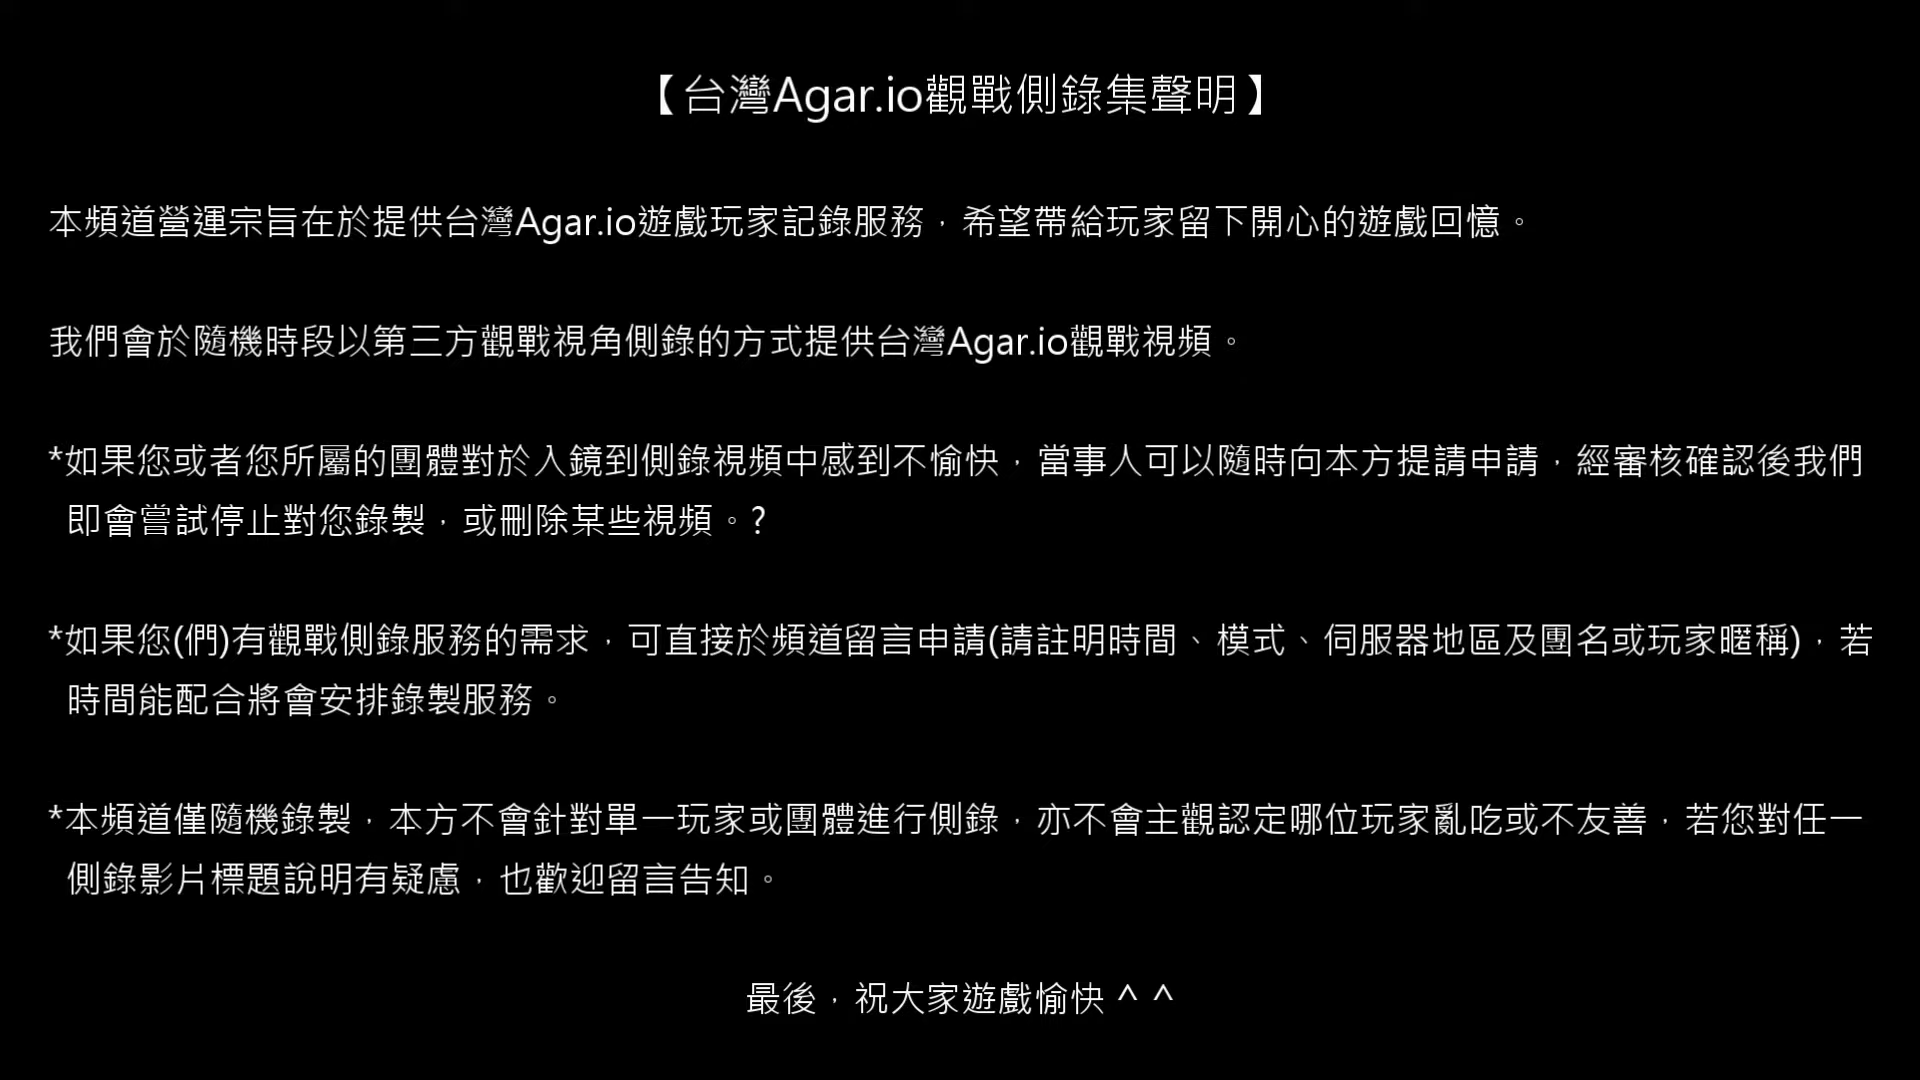 【台灣Agar.io觀戰側錄集聲明】
本頻道營運宗旨在於提供台灣Agar.io遊戲玩家記錄服務，希望帶給玩家留下開心的遊戲回憶。
我們會於隨機時段以第三方觀戰視角側錄的方式提供台灣Agar.io觀戰視頻。
*如果您或者您所屬的團體對於入鏡到側錄視頻中感到不愉快，當事人可以隨時向本方提請申請，經審核確認後我們
即會嘗試停止對您錄製，或刪除某些視頻。?
*如果您(們)有觀戰側錄服務的需求，可直接於頻道留言申請(請註明時間、模式、伺服器地區及團名或玩家暱稱)，若
時間能配合將會安排錄製服務。
*本頻道僅隨機錄製，本方不會針對單一玩家或團體進行側錄，亦不會主觀認定哪位玩家亂吃或不友善，若您對任一
側錄影片標題說明有疑慮，也歡迎留言告知。
最後，祝大家遊戲愉快 ^ ^